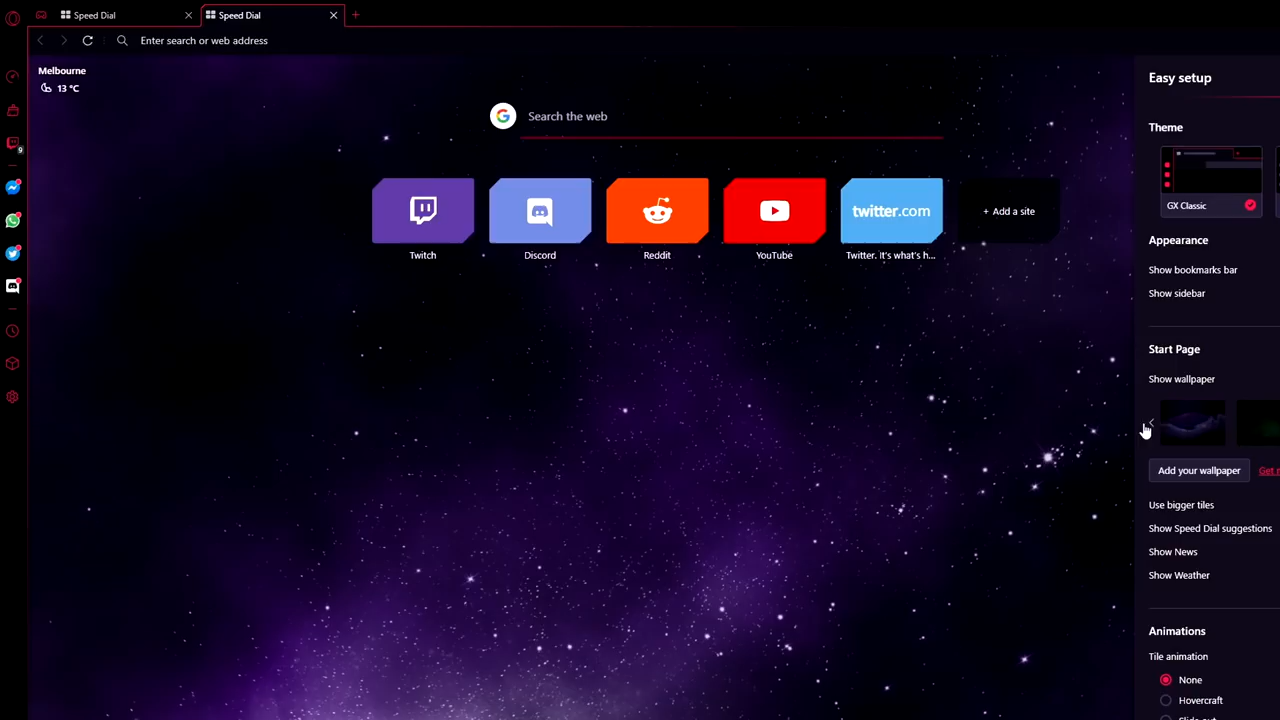 Speed Dial
Speed Dial
Enter search or web address
Melbourne
13 °C
9
Search the web
twitter.com
+ Add a site
Twitch
Discord
Reddit
YouTube
Twitter. It's what's h...
Easy setup
Theme
GX Classic
Appearance
Show bookmarks bar
Show sidebar
Start Page
Show wallpaper
Add your wallpaper
Get
Use bigger tiles
Show Speed Dial suggestions
Show News
Show Weather
Animations
Tile animation
None
Hovercraft